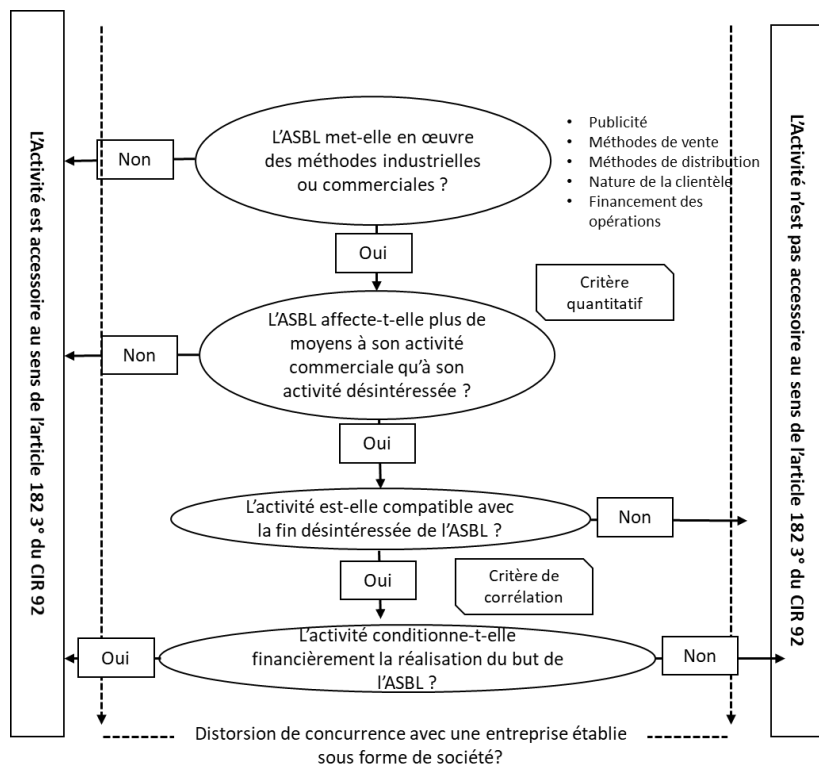 L'Activité est accessoire au sens de l'article 182 3° du CIR 92
L'ASBL met-elle en œuvre
des méthodes industrielles
ou commerciales ?
Non
• Publicité
• Méthodes de vente
• Méthodes de distribution
• Nature de la clientèle
• Financement des
opérations
Oui
Critère
quantitatif
L'ASBL affecte-t-elle plus de
moyens à son activité
commerciale qu'à son
activité désintéressée ?
Non
Oui
L'activité est-elle compatible avec
la fin désintéressée de l'ASBL ?
Non
Oui
Critère de
corrélation
L'activité conditionne-t-elle
financièrement la réalisation du but de
l'ASBL ?
Oui
Non
Distorsion de concurrence avec une entreprise établie
sous forme de société?
L'Activité n'est pas accessoire au sens de l'article 182 3° du CIR 92